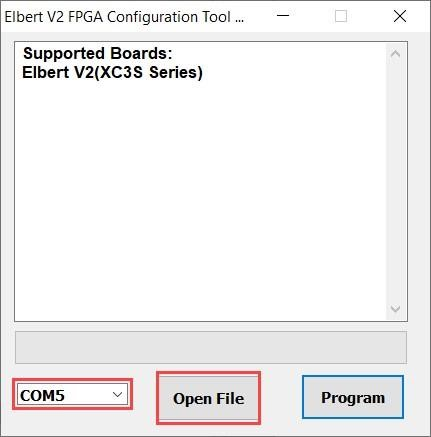 Elbert V2 FPGA Configuration Tool ...
Supported Boards:
Elbert V2(XC3S Series)
COM5
Open File
Program